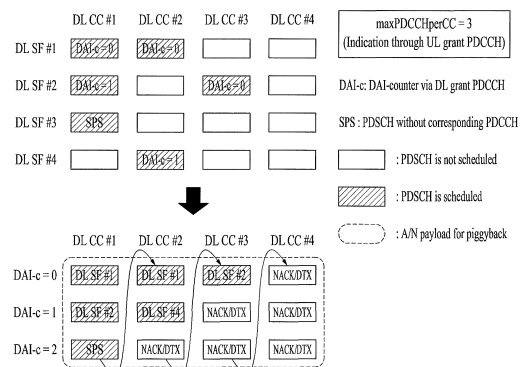 DL CC #1 DL CC #2 DL CC #3 DL CC #4
maxPDCCHperCC = 3
(Indication through UL grant PDCCH)
DL SF #1 DAI-c=0 DAI-c=0
DL SF #2 DAI-c=1 DAI-c=0
DAI-c: DAI-counter via DL grant PDCCH
DL SF #3 SPS
SPS : PDSCH without corresponding PDCCH
DL SF #4 DAI-c=1
: PDSCH is not scheduled
: PDSCH is scheduled
: A/N payload for piggyback
DL CC #1 DL CC #2 DL CC #3 DL CC #4
DAI-c = 0 DL SF #1 DL SF #1 DL SF #2 NACK/DTX
DAI-c = 1 DL SF #2 DL SF #4 NACK/DTX NACK/DTX
DAI-c = 2 SPS NACK/DTX NACK/DTX NACK/DTX